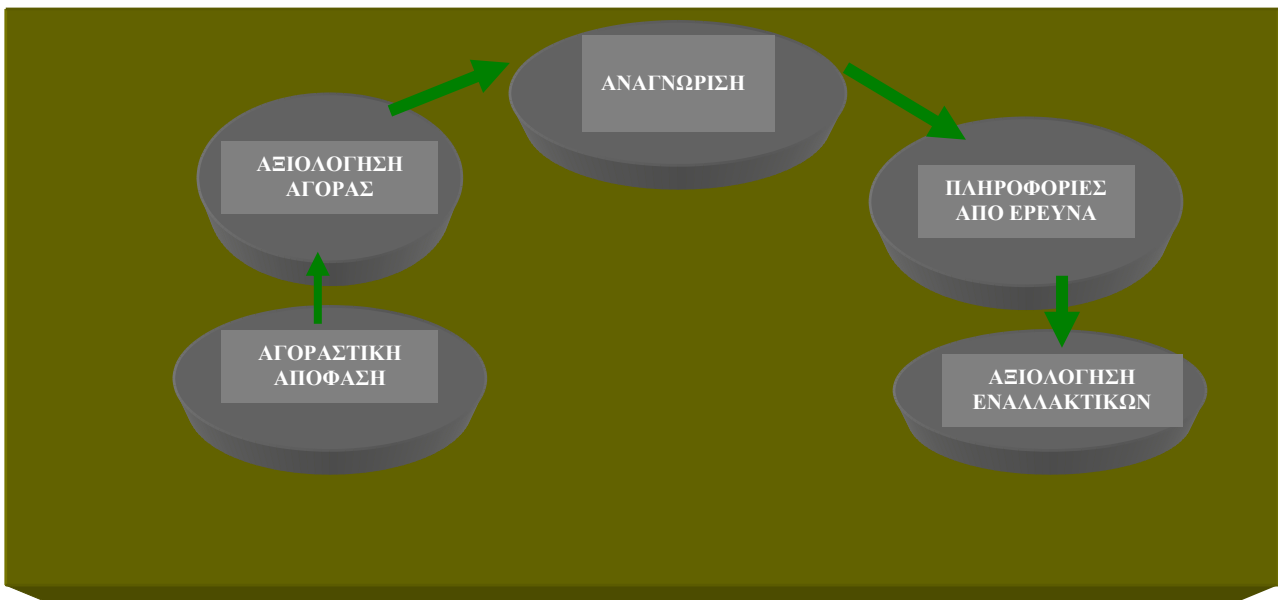 ΑΝΑΓΝΩΡΙΣΗ
ΑΞΙΟΛΟΓΗΣΗ
ΑΓΟΡΑΣ
ΠΛΗΡΟΦΟΡΙΕΣ
ΑΠΟ ΕΡΕΥΝΑ
ΑΓΟΡΑΣΤΙΚΗ
ΑΠΟΦΑΣΗ
ΑΞΙΟΛΟΓΗΣΗ
ΕΝΑΛΛΑΚΤΙΚΩΝ